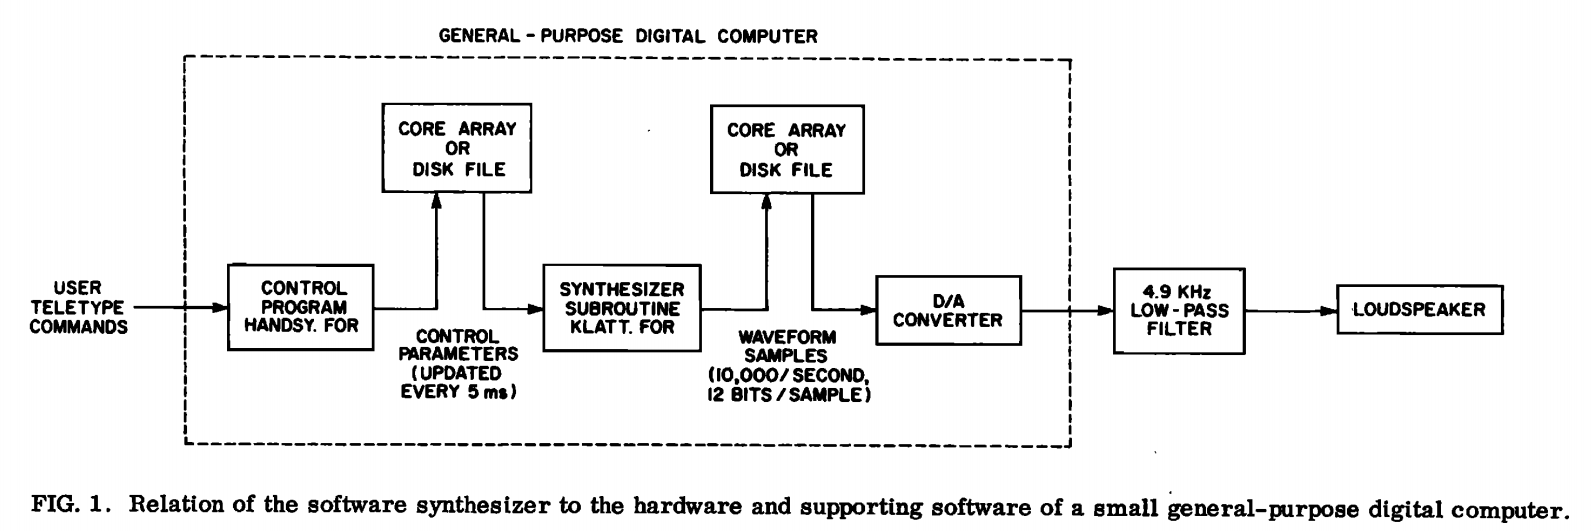 GENERAL-PURPOSE DIGITAL COMPUTER
CORE ARRAY
OR
DISK FILE
CORE ARRAY
OR
DISK FILE
USER
TELETYPE
COMMANDS
CONTROL
PROGRAM
HANDSY. FOR
CONTROL
PARAMETERS
(UPDATED
EVERY 5 ms)
SYNTHESIZER
SUBROUTINE
KLATT. FOR
WAVEFORM
SAMPLES
(10,000/SECOND,
12 BITS/SAMPLE)
D/A
CONVERTER
4.9 KHz
LOW-PASS
FILTER
LOUDSPEAKER
FIG. 1. Relation of the software synthesizer to the hardware and supporting software of a small general-purpose digital computer.